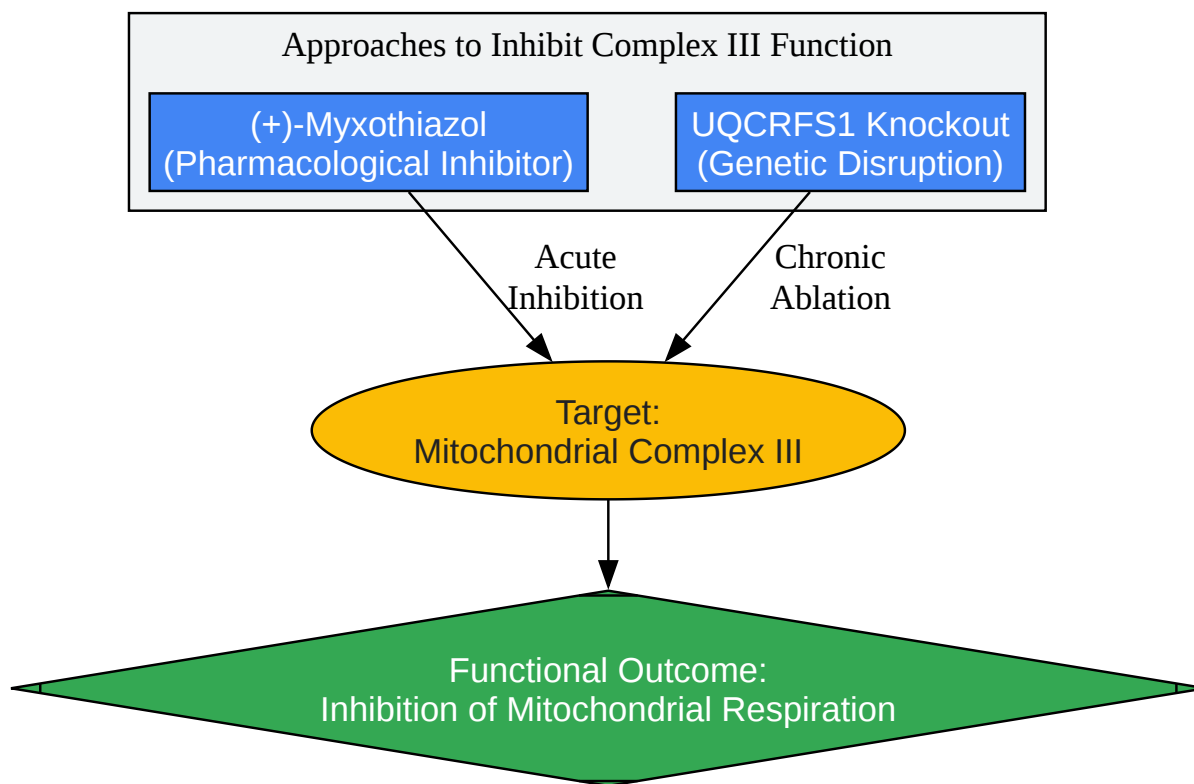 Approaches to Inhibit Complex III Function
(+)-Myxothiazol
(Pharmacological Inhibitor)
UQCRFS1 Knockout
(Genetic Disruption)
Acute
Inhibition
Chronic
Ablation
Target:
Mitochondrial Complex III
Functional Outcome:
Inhibition of Mitochondrial Respiration